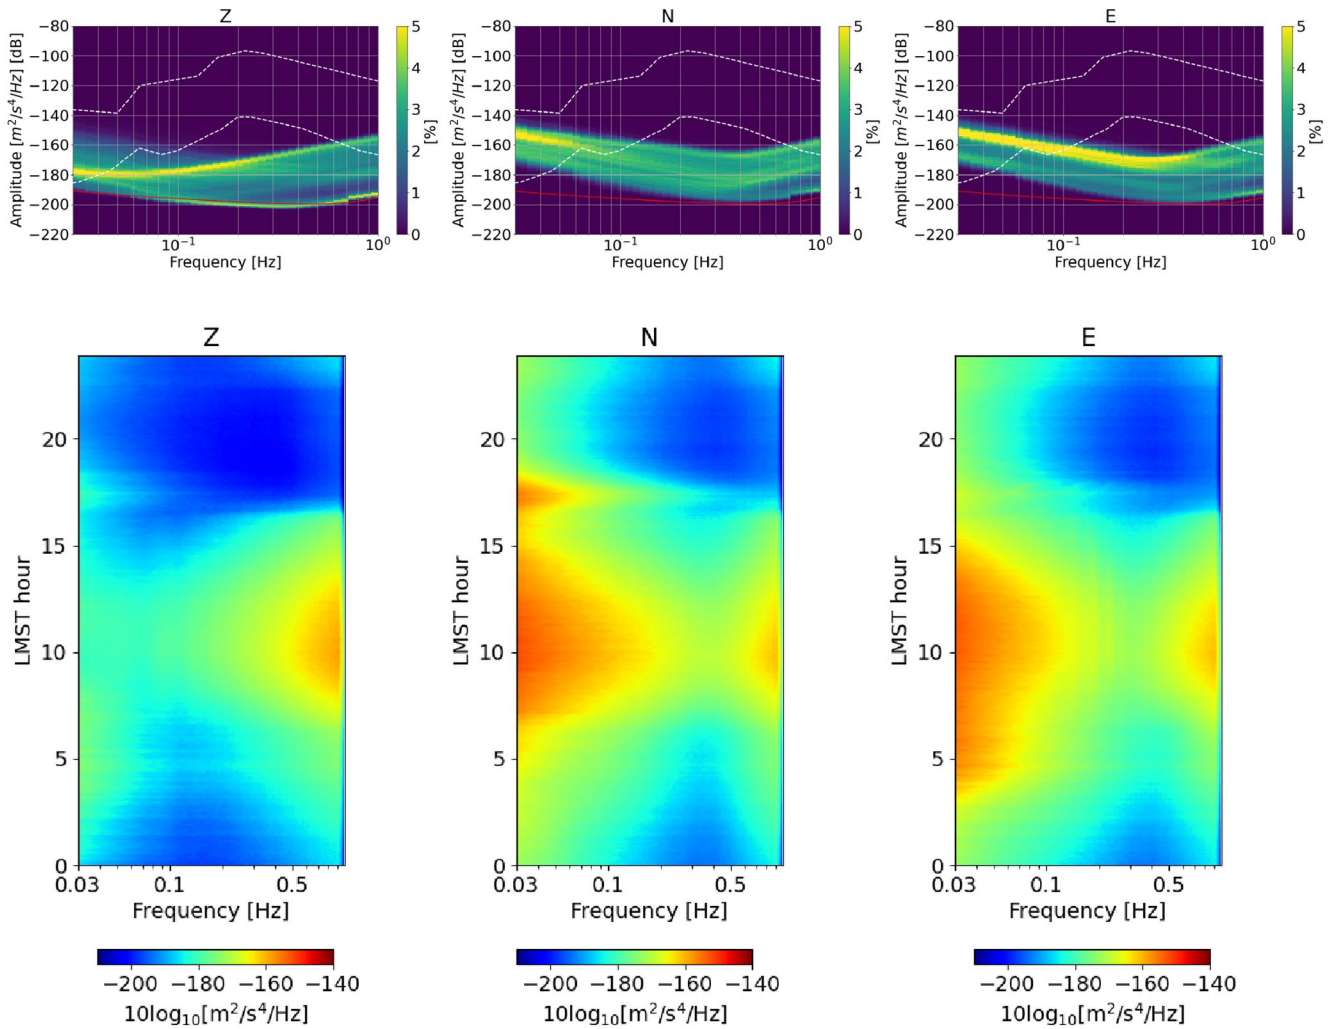 Z
N
E
−80
−100
−120
−140
−160
−180
−200
−220
Amplitude [m²/s⁴/Hz] [dB]
10⁻¹
10⁰
Frequency [Hz]
5
4
3
2
1
0
[%]
−80
−100
−120
−140
−160
−180
−200
−220
Amplitude [m²/s⁴/Hz] [dB]
10⁻¹
10⁰
Frequency [Hz]
5
4
3
2
1
0
[%]
−80
−100
−120
−140
−160
−180
−200
−220
Amplitude [m²/s⁴/Hz] [dB]
10⁻¹
10⁰
Frequency [Hz]
5
4
3
2
1
0
[%]
Z
20
15
10
5
0
LMST hour
0.03 0.1 0.5
Frequency [Hz]
−200 −180 −160 −140
10log₁₀[m²/s⁴/Hz]
N
20
15
10
5
0
LMST hour
0.03 0.1 0.5
Frequency [Hz]
−200 −180 −160 −140
10log₁₀[m²/s⁴/Hz]
E
20
15
10
5
0
LMST hour
0.03 0.1 0.5
Frequency [Hz]
−200 −180 −160 −140
10log₁₀[m²/s⁴/Hz]